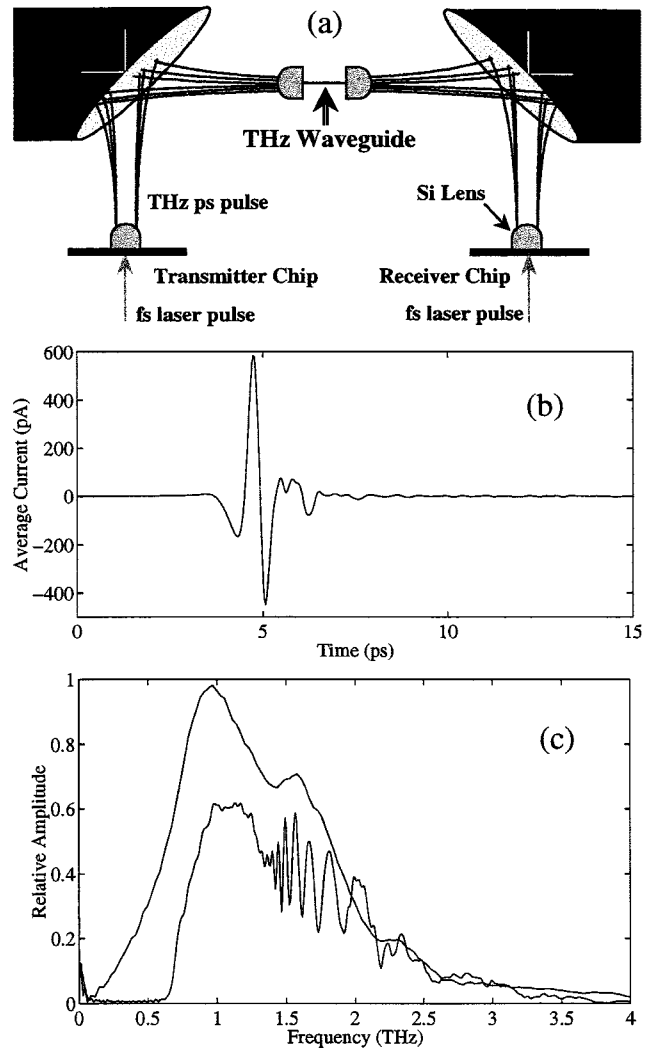 (a)
THz Waveguide
THz ps pulse
Si Lens
Transmitter Chip
Receiver Chip
fs laser pulse
fs laser pulse
(b)
Average Current (pA)
600
400
200
0
−200
−400
0
5
10
15
Time (ps)
(c)
Relative Amplitude
1
0.8
0.6
0.4
0.2
0
0
0.5
1
1.5
2
2.5
3
3.5
4
Frequency (THz)